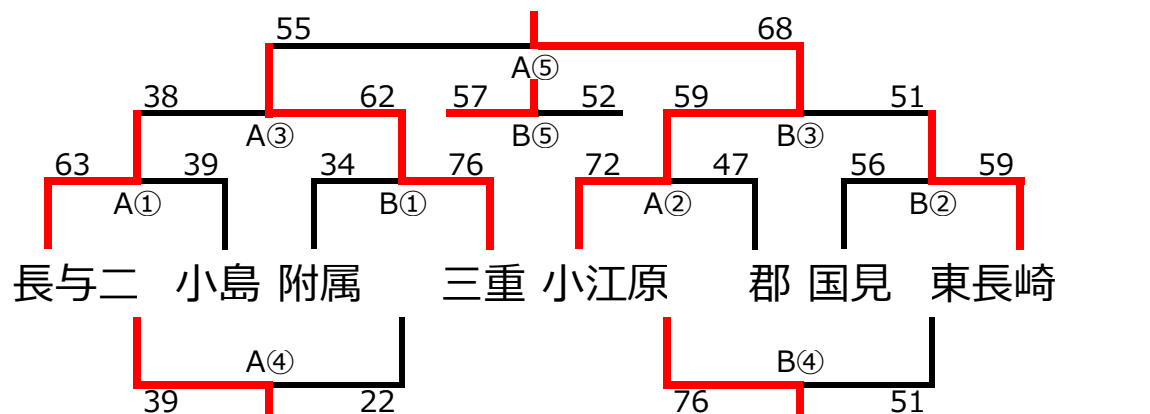 55 68
A⑤
38 62 57 52 59 51
A③ B⑤ B③
63 39 34 76 72 47 56 59
A① B① A② B②
長与二 小島 附属 三重 小江原 郡 国見 東長崎
A④ B④
39 22 76 51